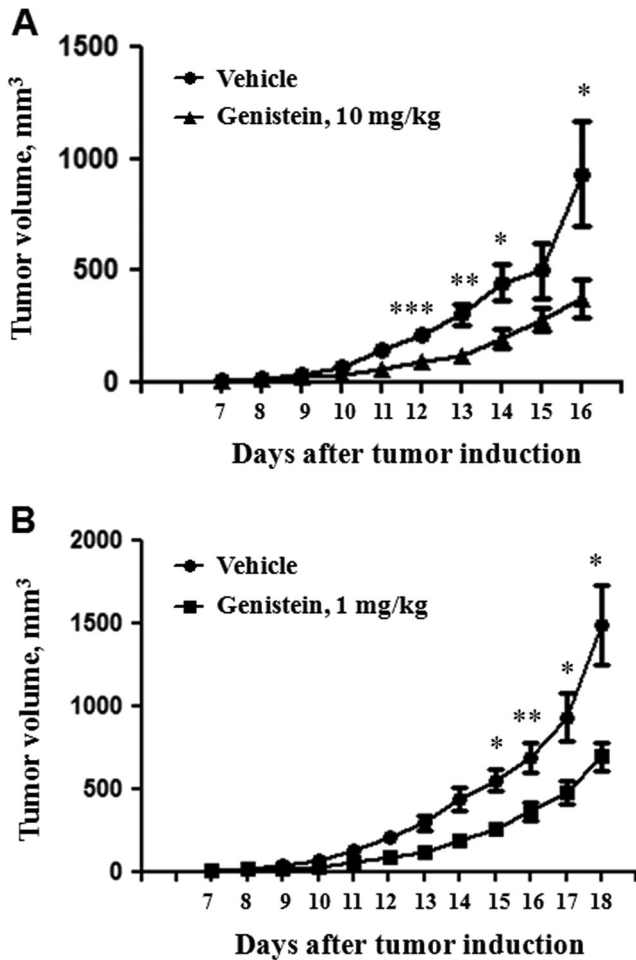 A
Tumor volume, mm³
1500
1000
500
0
Vehicle
Genistein, 10 mg/kg
*** ** * *
7 8 9 10 11 12 13 14 15 16
Days after tumor induction
B
Tumor volume, mm³
2000
1500
1000
500
0
Vehicle
Genistein, 1 mg/kg
* ** * *
7 8 9 10 11 12 13 14 15 16 17 18
Days after tumor induction